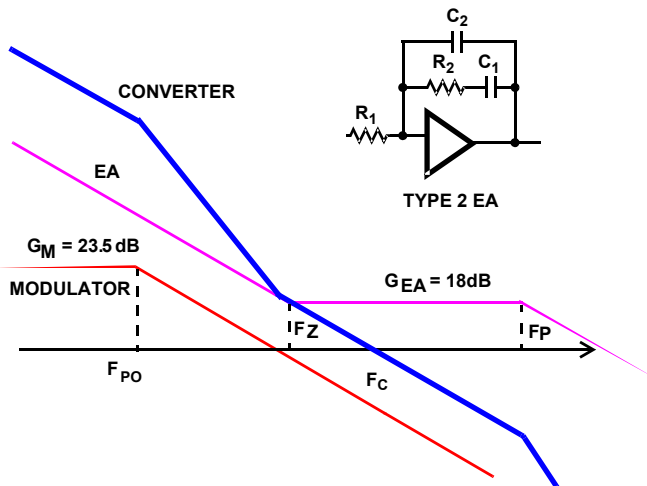 C2
R2 C1
CONVERTER
R1
EA
TYPE 2 EA
GM = 23.5 dB
GEA = 18dB
MODULATOR
FZ
FP
FPO
FC